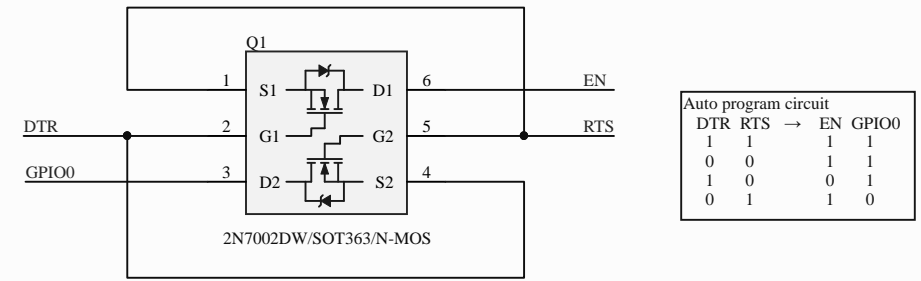 Q1
1 S1 D1 6 EN
DTR 2 G1 G2 5 RTS
GPIO0 3 D2 S2 4
2N7002DW/SOT363/N-MOS
Auto program circuit
DTR RTS → EN GPIO0
1 1 1 1
0 0 1 1
1 0 0 1
0 1 1 0